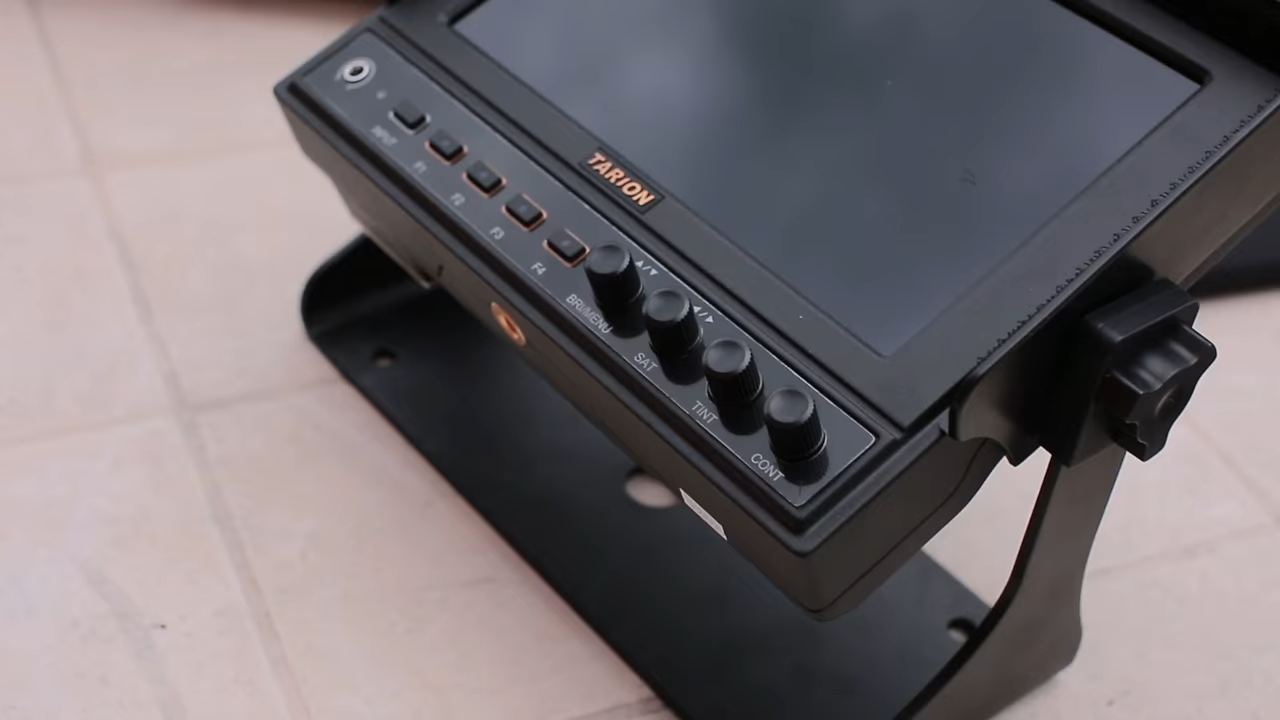 TARION
INPUT
F1
F2
F3
F4
BRI/MENU
SAT
TINT
CONT